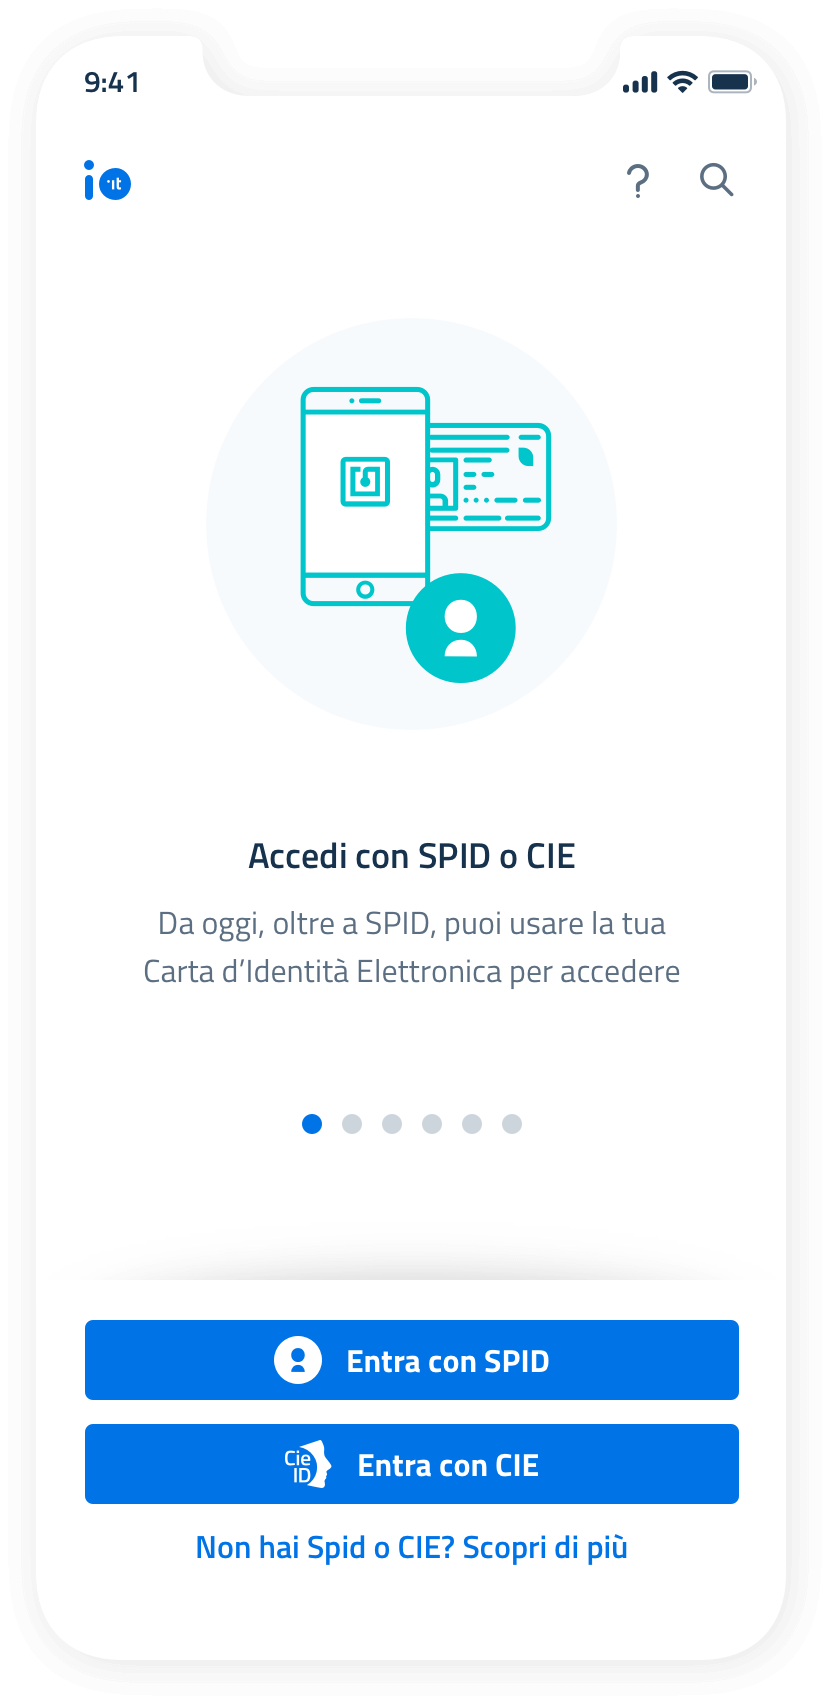 9:41
io it
Accedi con SPID o CIE
Da oggi, oltre a SPID, puoi usare la tua
Carta d’Identità Elettronica per accedere
Entra con SPID
Cie
ID
Entra con CIE
Non hai Spid o CIE? Scopri di più